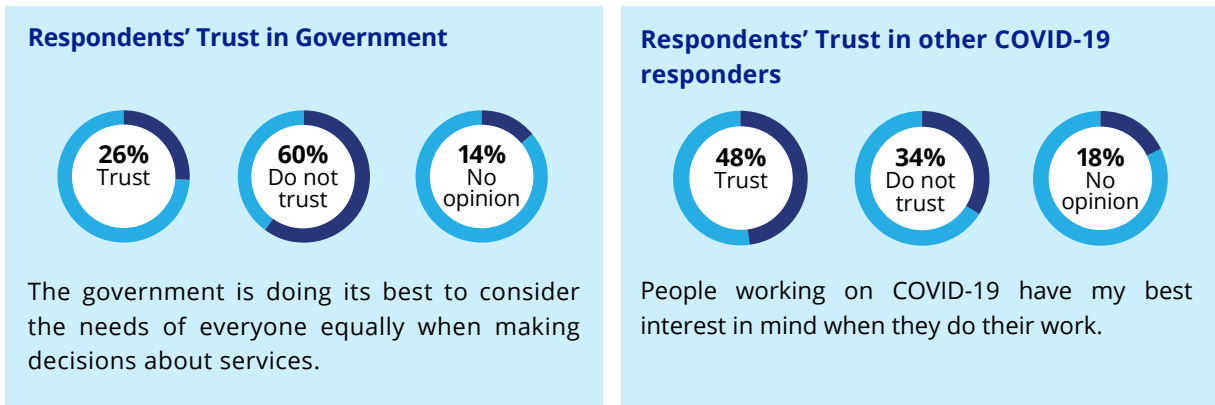 Respondents’ Trust in Government
26%
Trust
60%
Do not
trust
14%
No
opinion
The government is doing its best to consider
the needs of everyone equally when making
decisions about services.
Respondents’ Trust in other COVID-19
responders
48%
Trust
34%
Do not
trust
18%
No
opinion
People working on COVID-19 have my best
interest in mind when they do their work.